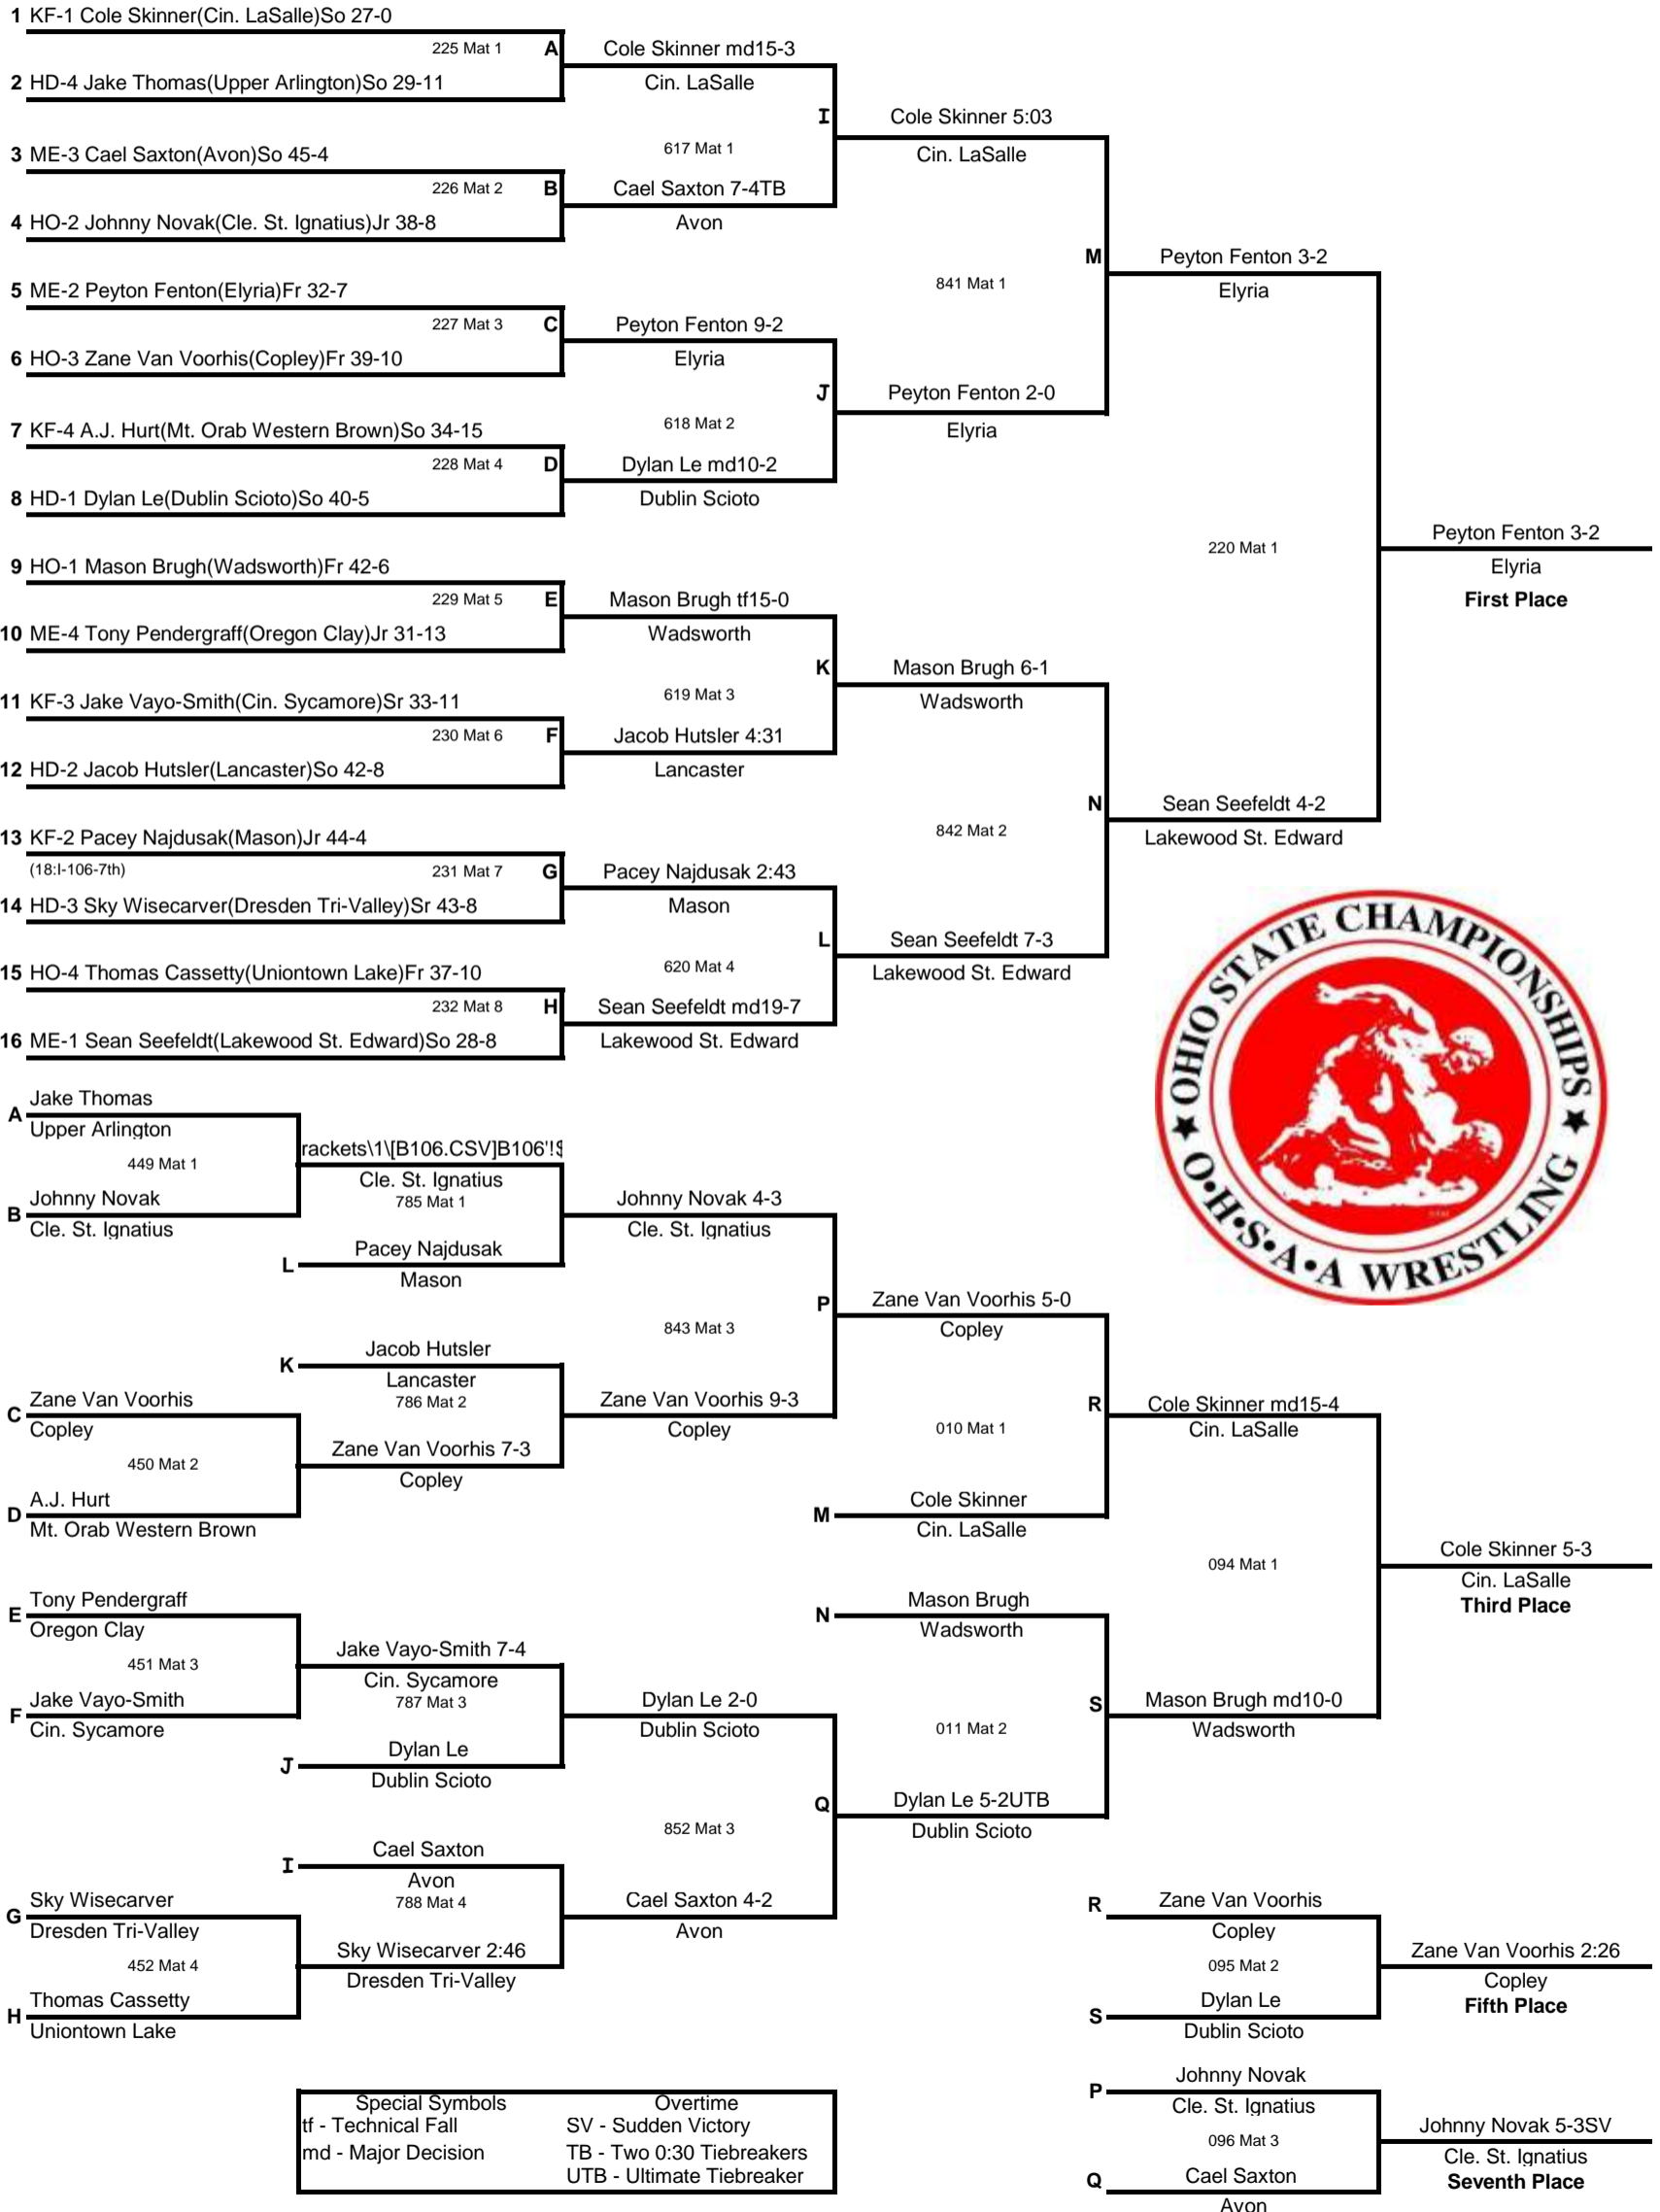 1 KF-1 Cole Skinner(Cin. LaSalle)So 27-0
225 Mat 1 A
2 HD-4 Jake Thomas(Upper Arlington)So 29-11
3 ME-3 Cael Saxton(Avon)So 45-4
226 Mat 2 B
4 HO-2 Johnny Novak(Cle. St. Ignatius)Jr 38-8
5 ME-2 Peyton Fenton(Elyria)Fr 32-7
227 Mat 3 C
6 HO-3 Zane Van Voorhis(Copley)Fr 39-10
7 KF-4 A.J. Hurt(Mt. Orab Western Brown)So 34-15
228 Mat 4 D
8 HD-1 Dylan Le(Dublin Scioto)So 40-5
9 HO-1 Mason Brugh(Wadsworth)Fr 42-6
229 Mat 5 E
10 ME-4 Tony Pendergraff(Oregon Clay)Jr 31-13
11 KF-3 Jake Vayo-Smith(Cin. Sycamore)Sr 33-11
230 Mat 6 F
12 HD-2 Jacob Hutsler(Lancaster)So 42-8
13 KF-2 Pacey Najdusak(Mason)Jr 44-4
(18:I-106-7th) 231 Mat 7 G
14 HD-3 Sky Wisecarver(Dresden Tri-Valley)Sr 43-8
15 HO-4 Thomas Cassetty(Uniontown Lake)Fr 37-10
232 Mat 8 H
16 ME-1 Sean Seefeldt(Lakewood St. Edward)So 28-8
Cole Skinner md15-3
Cin. LaSalle
I
617 Mat 1
Cael Saxton 7-4TB
Avon
Peyton Fenton 9-2
Elyria
J
618 Mat 2
Dylan Le md10-2
Dublin Scioto
Mason Brugh tf15-0
Wadsworth
K
619 Mat 3
Jacob Hutsler 4:31
Lancaster
Pacey Najdusak 2:43
Mason
L
620 Mat 4
Sean Seefeldt md19-7
Lakewood St. Edward
Cole Skinner 5:03
Cin. LaSalle
M
841 Mat 1
Peyton Fenton 2-0
Elyria
Mason Brugh 6-1
Wadsworth
N
842 Mat 2
Sean Seefeldt 7-3
Lakewood St. Edward
Peyton Fenton 3-2
Elyria
220 Mat 1
Sean Seefeldt 4-2
Lakewood St. Edward
Peyton Fenton 3-2
Elyria
First Place
★ OHIO STATE CHAMPIONSHIPS ★
O•H•S•A•A WRESTLING
A Jake Thomas
Upper Arlington
449 Mat 1
B Johnny Novak
Cle. St. Ignatius
C Zane Van Voorhis
Copley
450 Mat 2
D A.J. Hurt
Mt. Orab Western Brown
E Tony Pendergraff
Oregon Clay
451 Mat 3
F Jake Vayo-Smith
Cin. Sycamore
G Sky Wisecarver
Dresden Tri-Valley
452 Mat 4
H Thomas Cassetty
Uniontown Lake
rackets\1\[B106.CSV]B106'!$
Cle. St. Ignatius
785 Mat 1
L Pacey Najdusak
Mason
K Jacob Hutsler
Lancaster
786 Mat 2
Zane Van Voorhis 7-3
Copley
Jake Vayo-Smith 7-4
Cin. Sycamore
787 Mat 3
J Dylan Le
Dublin Scioto
I Cael Saxton
Avon
788 Mat 4
Sky Wisecarver 2:46
Dresden Tri-Valley
Johnny Novak 4-3
Cle. St. Ignatius
P
843 Mat 3
Zane Van Voorhis 9-3
Copley
Dylan Le 2-0
Dublin Scioto
Q
852 Mat 3
Cael Saxton 4-2
Avon
Zane Van Voorhis 5-0
Copley
R
010 Mat 1
M Cole Skinner
Cin. LaSalle
N Mason Brugh
Wadsworth
S
011 Mat 2
Dylan Le 5-2UTB
Dublin Scioto
Cole Skinner md15-4
Cin. LaSalle
094 Mat 1
Mason Brugh md10-0
Wadsworth
Cole Skinner 5-3
Cin. LaSalle
Third Place
R Zane Van Voorhis
Copley
095 Mat 2
S Dylan Le
Dublin Scioto
Zane Van Voorhis 2:26
Copley
Fifth Place
P Johnny Novak
Cle. St. Ignatius
096 Mat 3
Q Cael Saxton
Avon
Johnny Novak 5-3SV
Cle. St. Ignatius
Seventh Place
Special Symbols Overtime
tf - Technical Fall SV - Sudden Victory
md - Major Decision TB - Two 0:30 Tiebreakers
UTB - Ultimate Tiebreaker